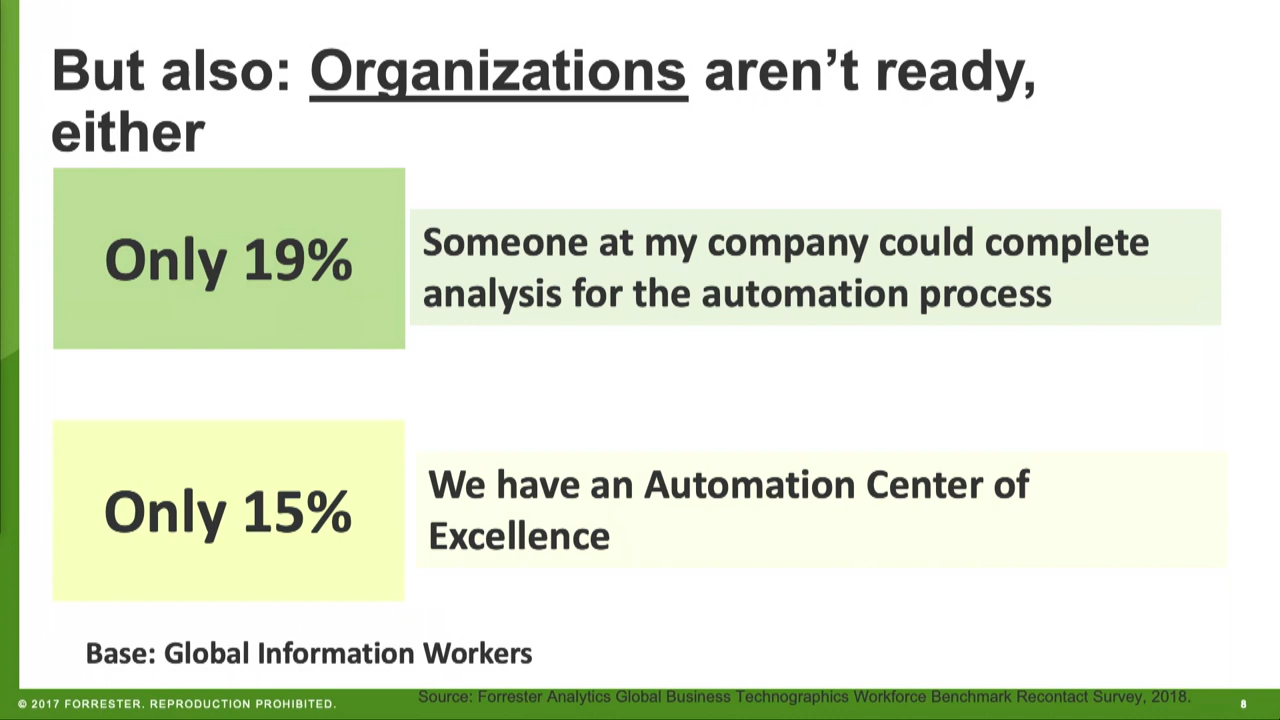 But also: Organizations aren’t ready,
either
Only 19%
Someone at my company could complete
analysis for the automation process
Only 15%
We have an Automation Center of
Excellence
Base: Global Information Workers
Source: Forrester Analytics Global Business Technographics Workforce Benchmark Recontact Survey, 2018.
© 2017 FORRESTER. REPRODUCTION PROHIBITED.
8